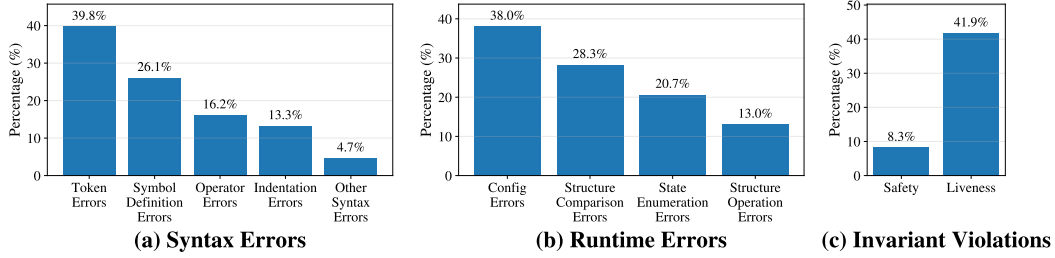 Percentage (%)
40
30
20
10
0
39.8%
26.1%
16.2%
13.3%
4.7%
Token
Errors
Symbol
Definition
Errors
Operator
Errors
Indentation
Errors
Other
Syntax
Errors
(a) Syntax Errors
Percentage (%)
40
30
20
10
0
38.0%
28.3%
20.7%
13.0%
Config
Errors
Structure
Comparison
Errors
State
Enumeration
Errors
Structure
Operation
Errors
(b) Runtime Errors
Percentage (%)
50
40
30
20
10
0
8.3%
41.9%
Safety
Liveness
(c) Invariant Violations